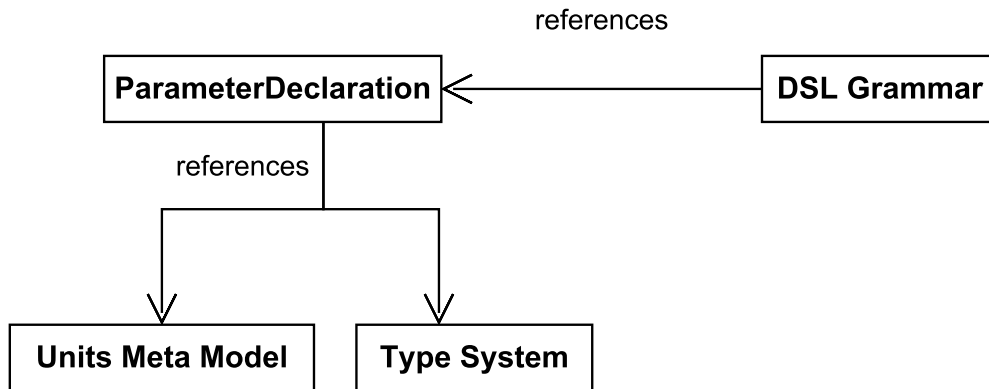 references
ParameterDeclaration
DSL Grammar
references
Units Meta Model
Type System